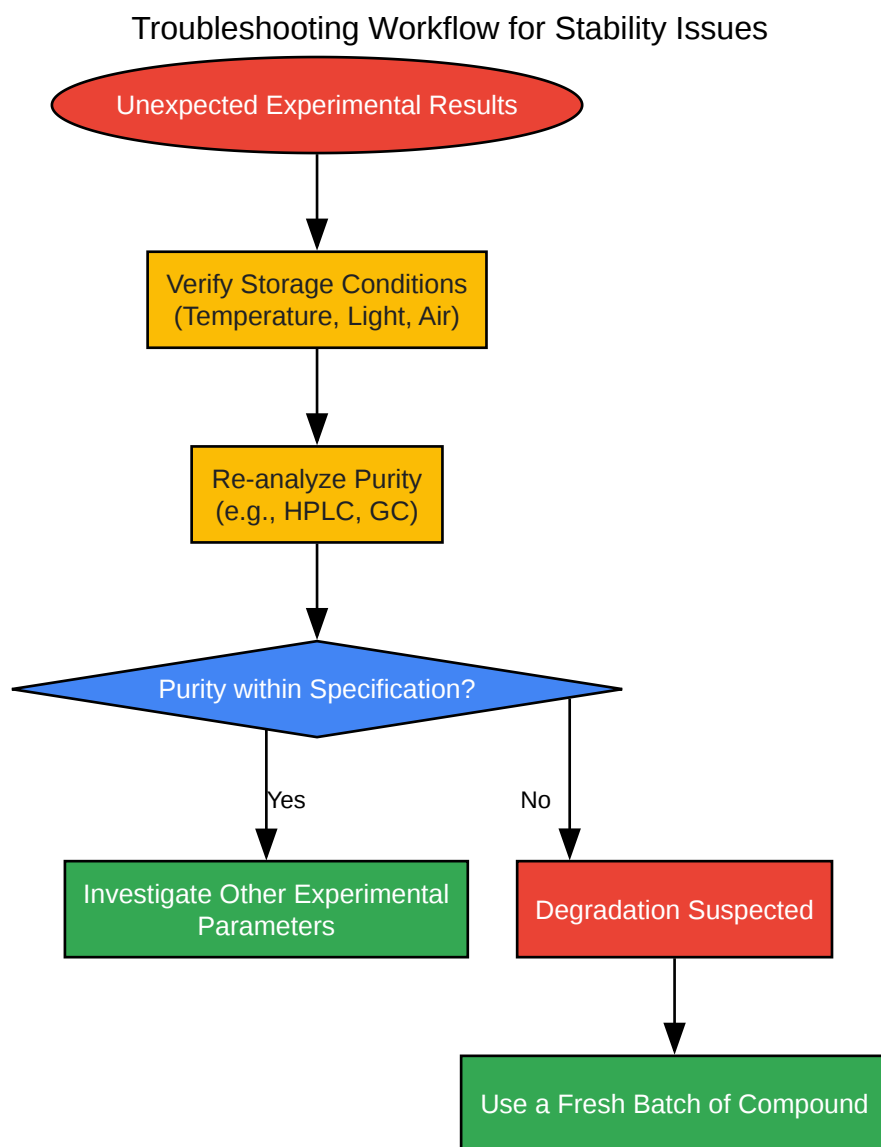 Troubleshooting Workflow for Stability Issues
Unexpected Experimental Results
Verify Storage Conditions
(Temperature, Light, Air)
Re-analyze Purity
(e.g., HPLC, GC)
Purity within Specification?
Yes
No
Investigate Other Experimental
Parameters
Degradation Suspected
Use a Fresh Batch of Compound